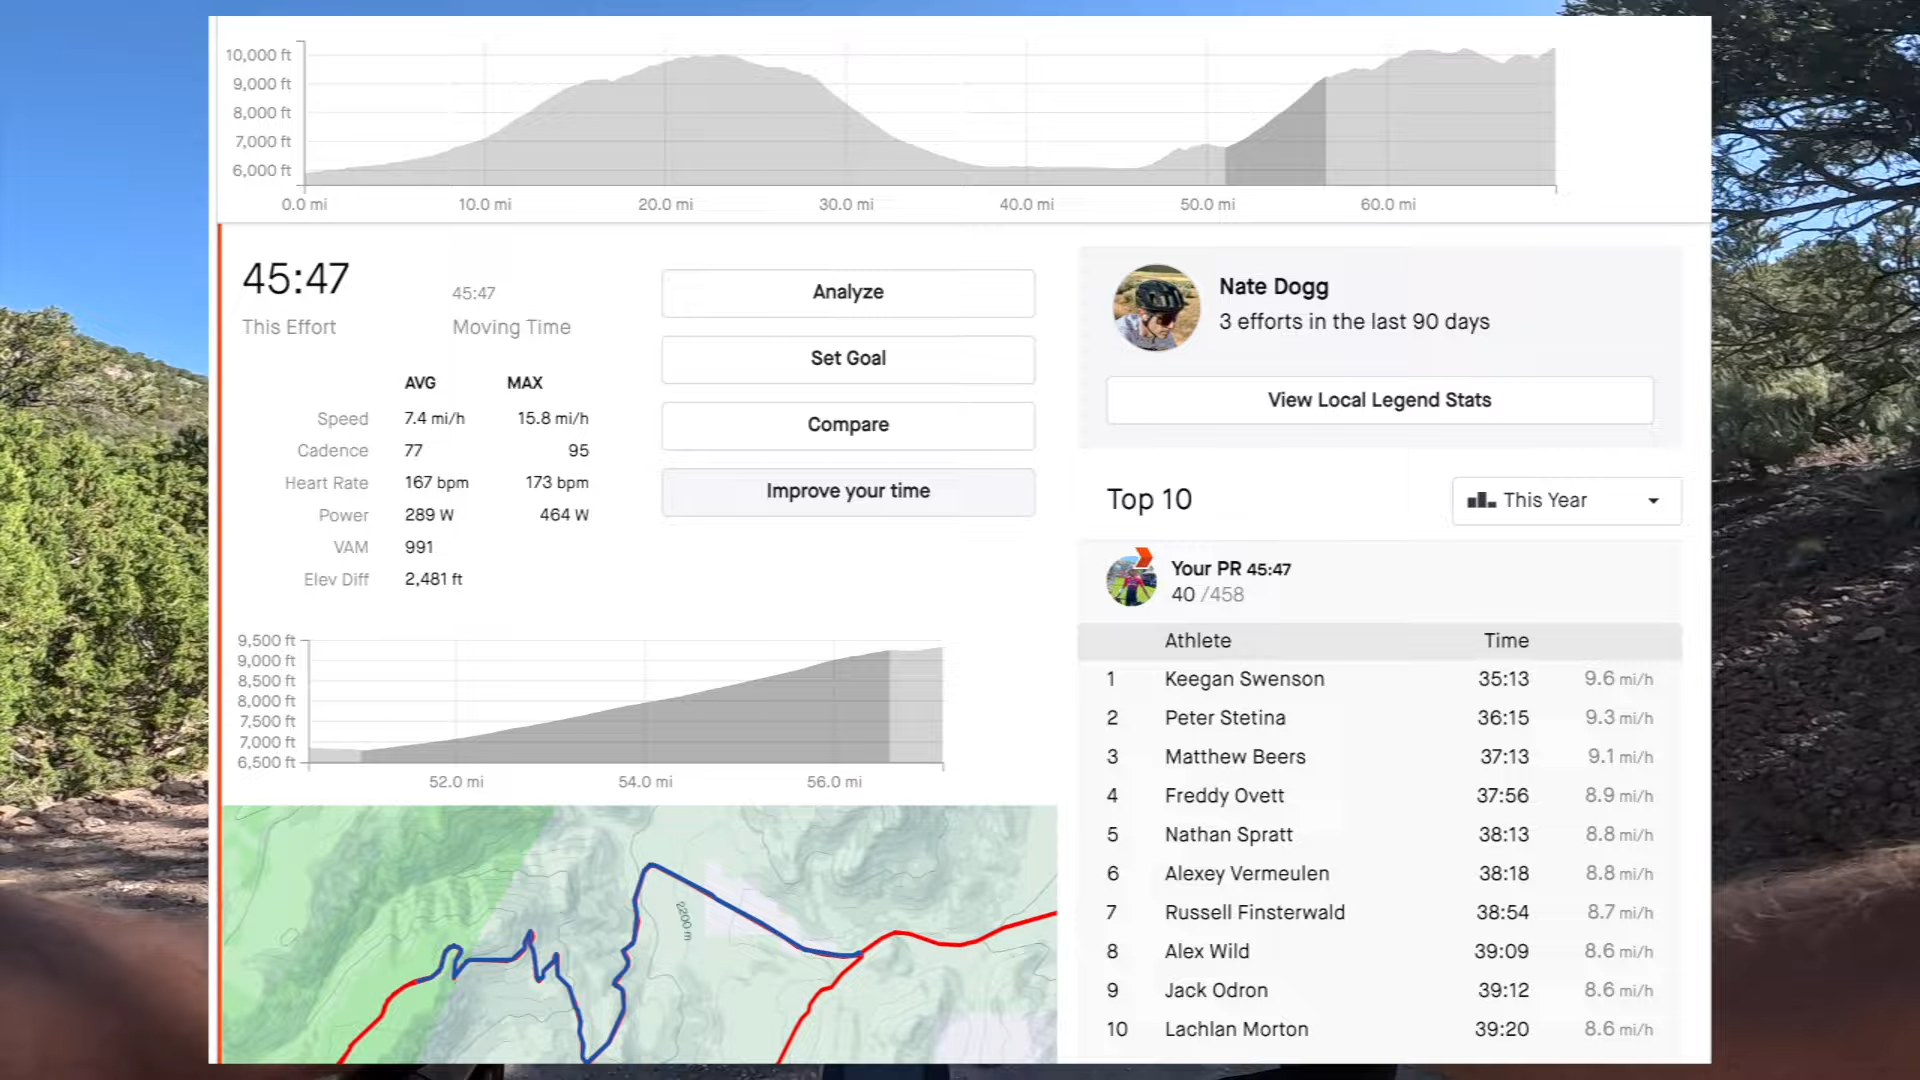 10,000 ft
9,000 ft
8,000 ft
7,000 ft
6,000 ft
0.0 mi 10.0 mi 20.0 mi 30.0 mi 40.0 mi 50.0 mi 60.0 mi
45:47
This Effort
45:47
Moving Time
AVG MAX
Speed 7.4 mi/h 15.8 mi/h
Cadence 77 95
Heart Rate 167 bpm 173 bpm
Power 289 W 464 W
VAM 991
Elev Diff 2,481 ft
Analyze
Set Goal
Compare
Improve your time
9,500 ft
9,000 ft
8,500 ft
8,000 ft
7,500 ft
7,000 ft
6,500 ft
52.0 mi 54.0 mi 56.0 mi
2200 m
Nate Dogg
3 efforts in the last 90 days
View Local Legend Stats
Top 10
This Year
Your PR 45:47
40 /458
Athlete Time
1 Keegan Swenson 35:13 9.6 mi/h
2 Peter Stetina 36:15 9.3 mi/h
3 Matthew Beers 37:13 9.1 mi/h
4 Freddy Ovett 37:56 8.9 mi/h
5 Nathan Spratt 38:13 8.8 mi/h
6 Alexey Vermeulen 38:18 8.8 mi/h
7 Russell Finsterwald 38:54 8.7 mi/h
8 Alex Wild 39:09 8.6 mi/h
9 Jack Odron 39:12 8.6 mi/h
10 Lachlan Morton 39:20 8.6 mi/h